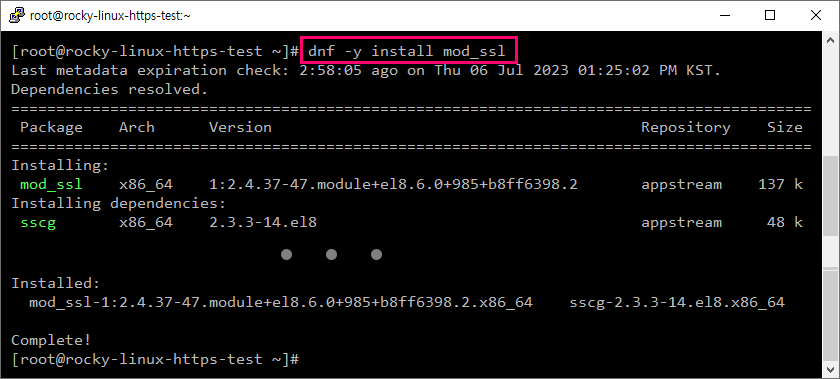 root@rocky-linux-https-test:~
[root@rocky-linux-https-test ~]# dnf -y install mod_ssl
Last metadata expiration check: 2:58:05 ago on Thu 06 Jul 2023 01:25:02 PM KST.
Dependencies resolved.
================================================================================
Package Arch Version Repository Size
================================================================================
Installing:
mod_ssl x86_64 1:2.4.37-47.module+el8.6.0+985+b8ff6398.2 appstream 137 k
Installing dependencies:
sscg x86_64 2.3.3-14.el8 appstream 48 k
● ● ●
Installed:
mod_ssl-1:2.4.37-47.module+el8.6.0+985+b8ff6398.2.x86_64 sscg-2.3.3-14.el8.x86_64
Complete!
[root@rocky-linux-https-test ~]#